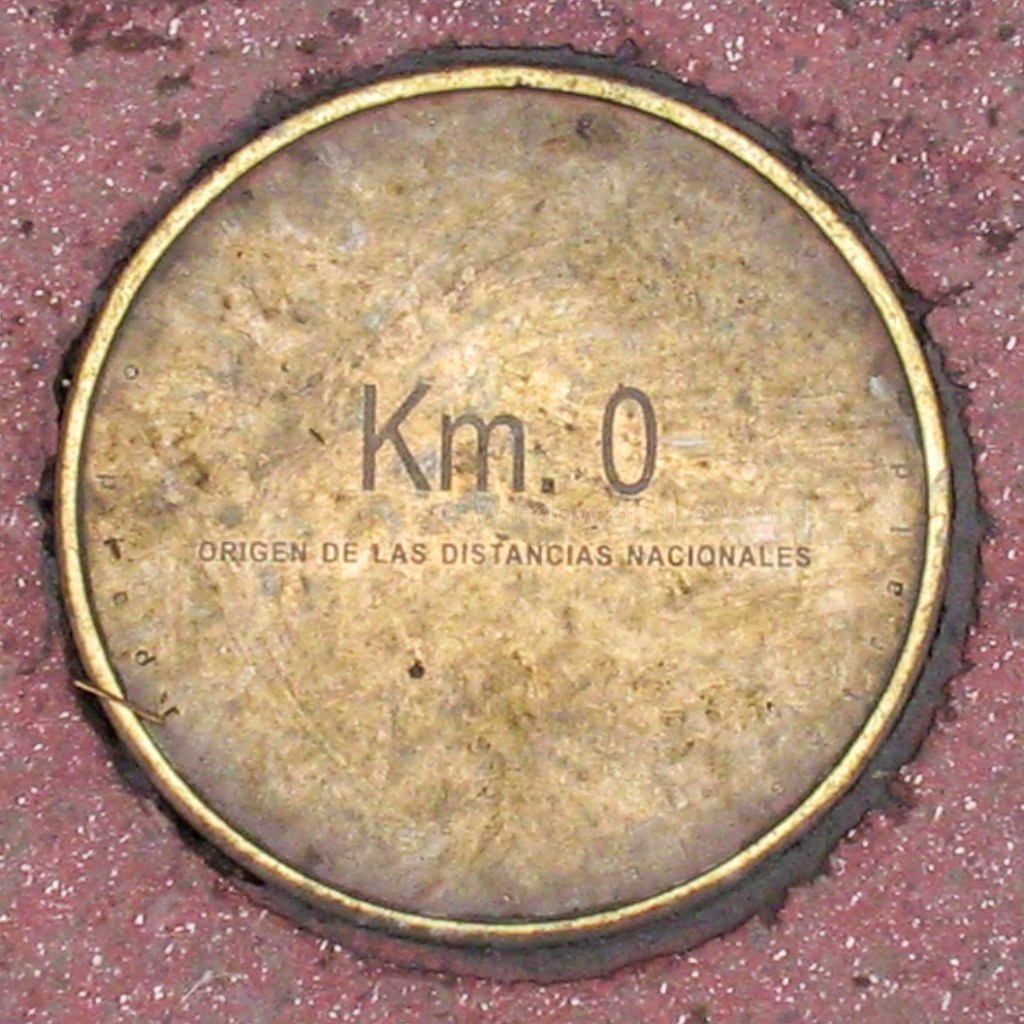 Km. 0
ORIGEN DE LAS DISTANCIAS NACIONALES